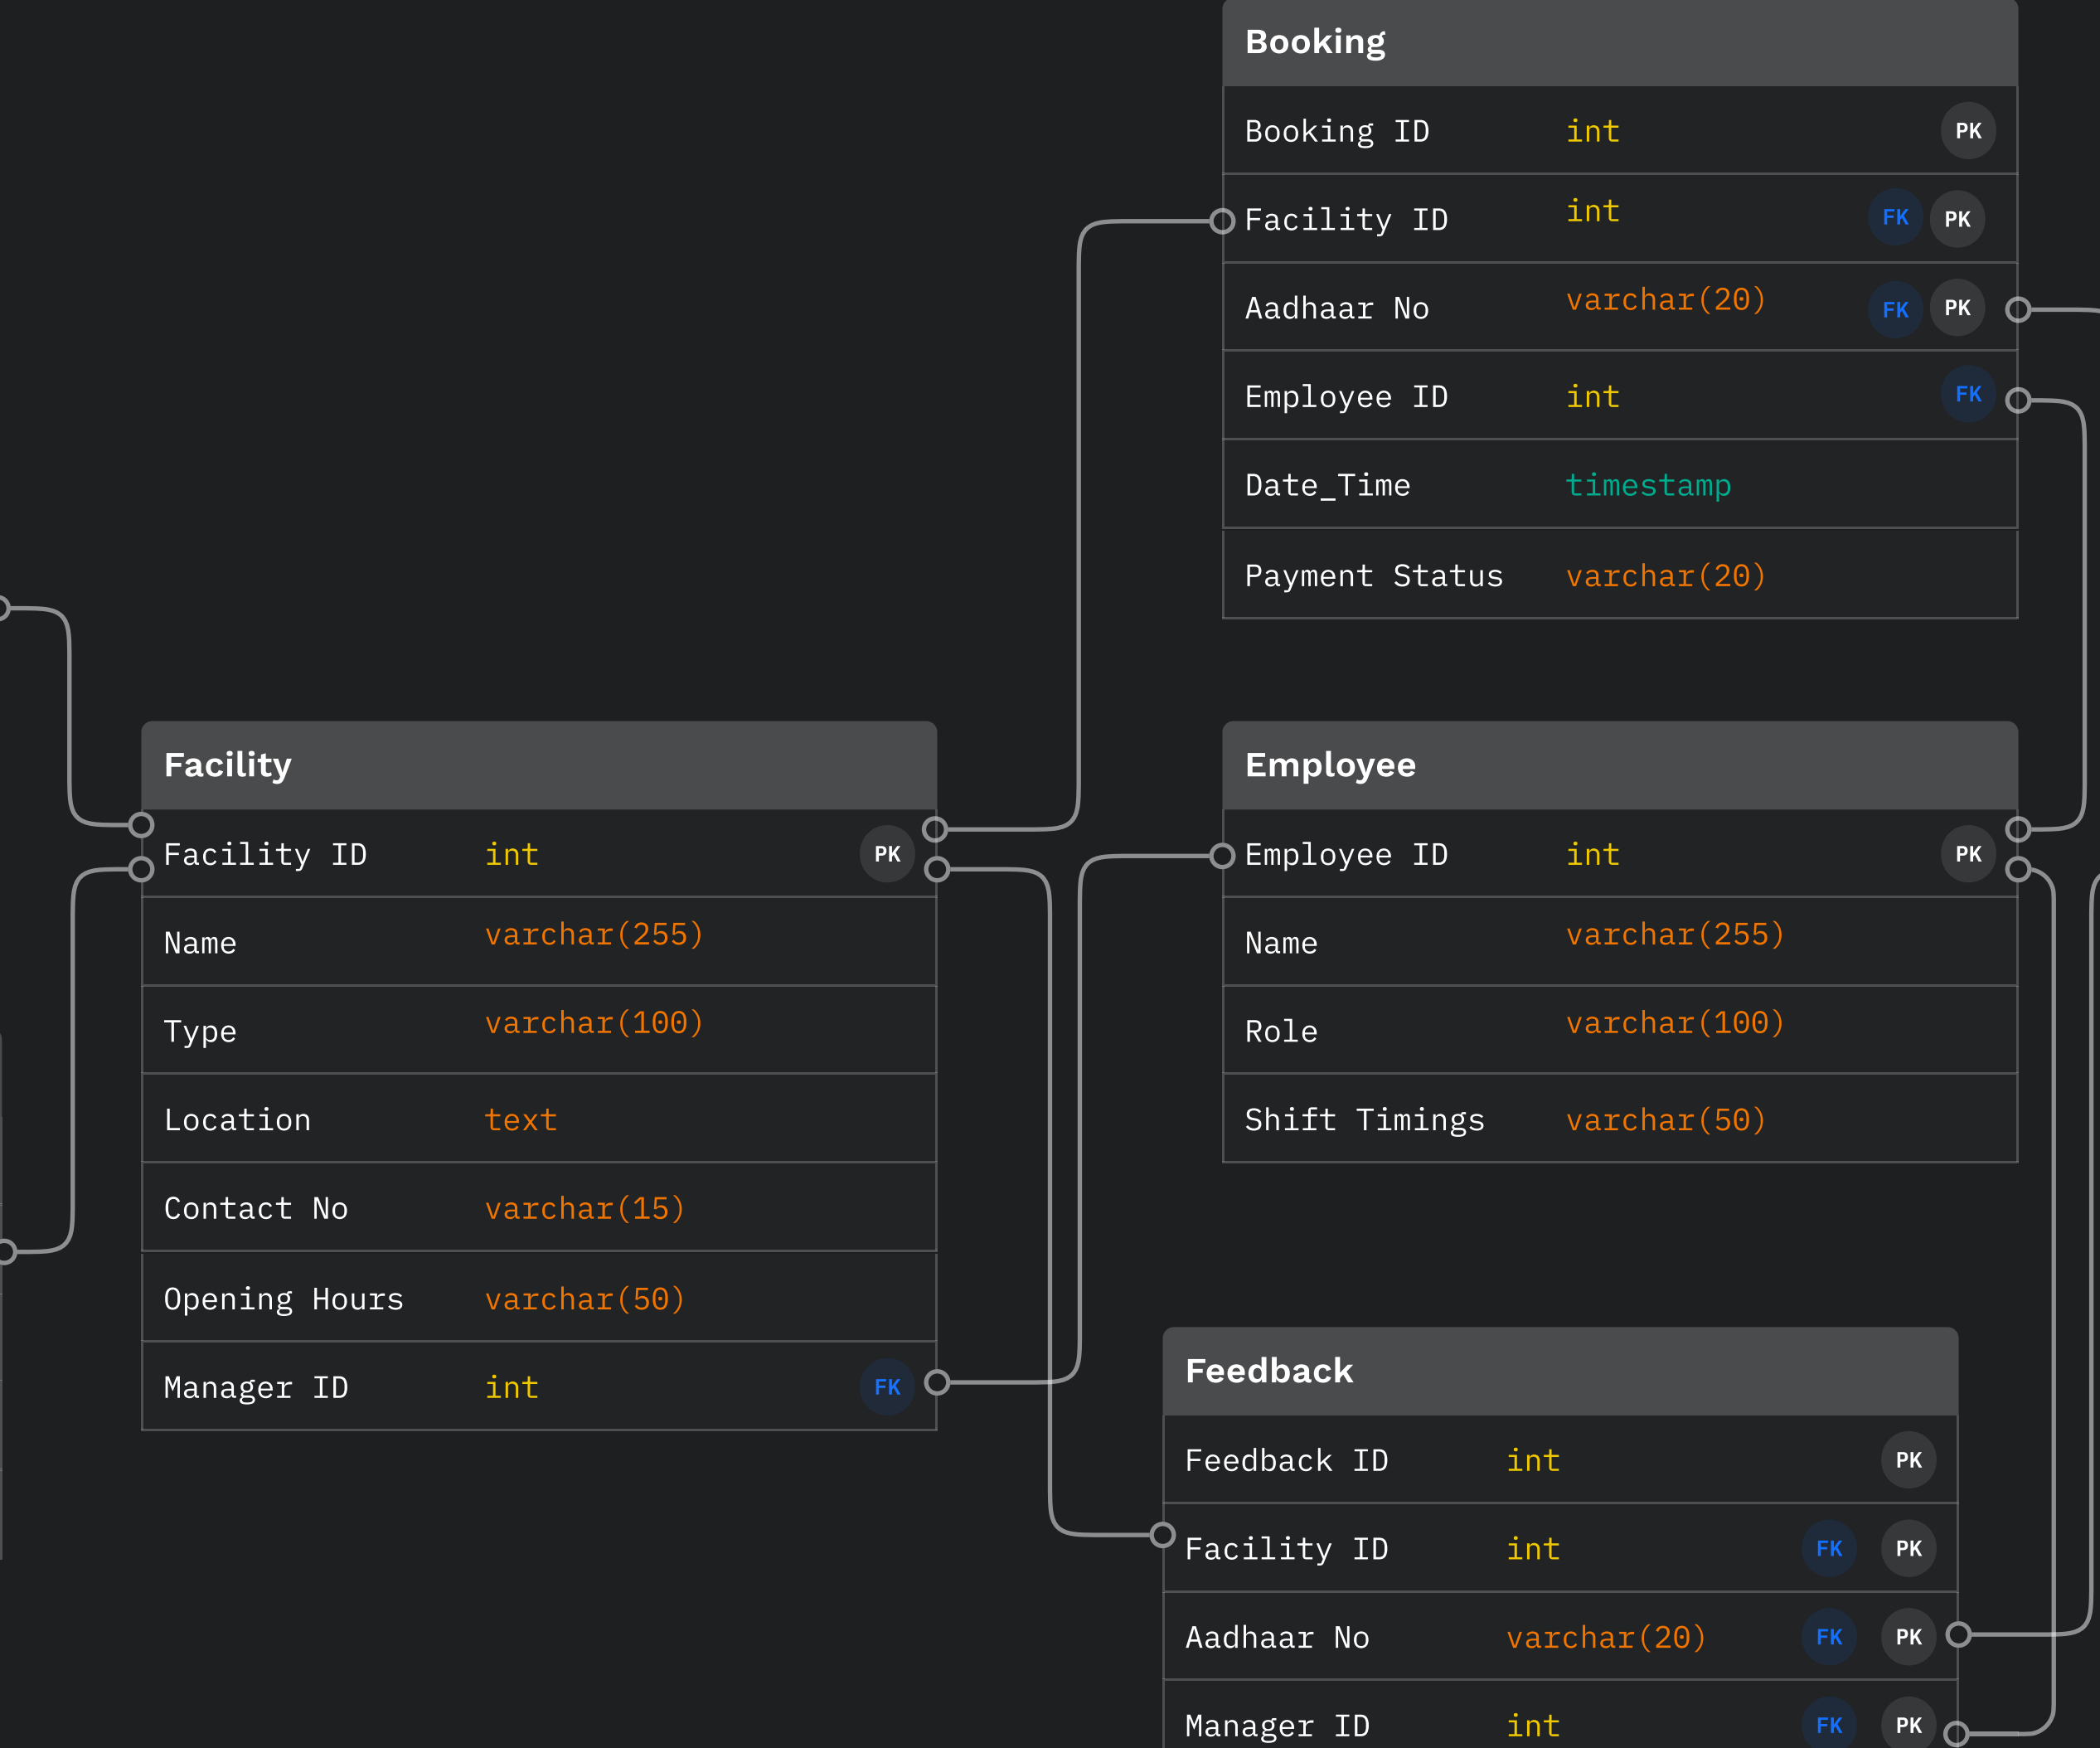 Booking
Booking ID int PK
Facility ID int FK PK
Aadhaar No varchar(20) FK PK
Employee ID int FK
Date_Time timestamp
Payment Status varchar(20)
Facility
Facility ID int PK
Name varchar(255)
Type varchar(100)
Location text
Contact No varchar(15)
Opening Hours varchar(50)
Manager ID int FK
Employee
Employee ID int PK
Name varchar(255)
Role varchar(100)
Shift Timings varchar(50)
Feedback
Feedback ID int PK
Facility ID int FK PK
Aadhaar No varchar(20) FK PK
Manager ID int FK PK